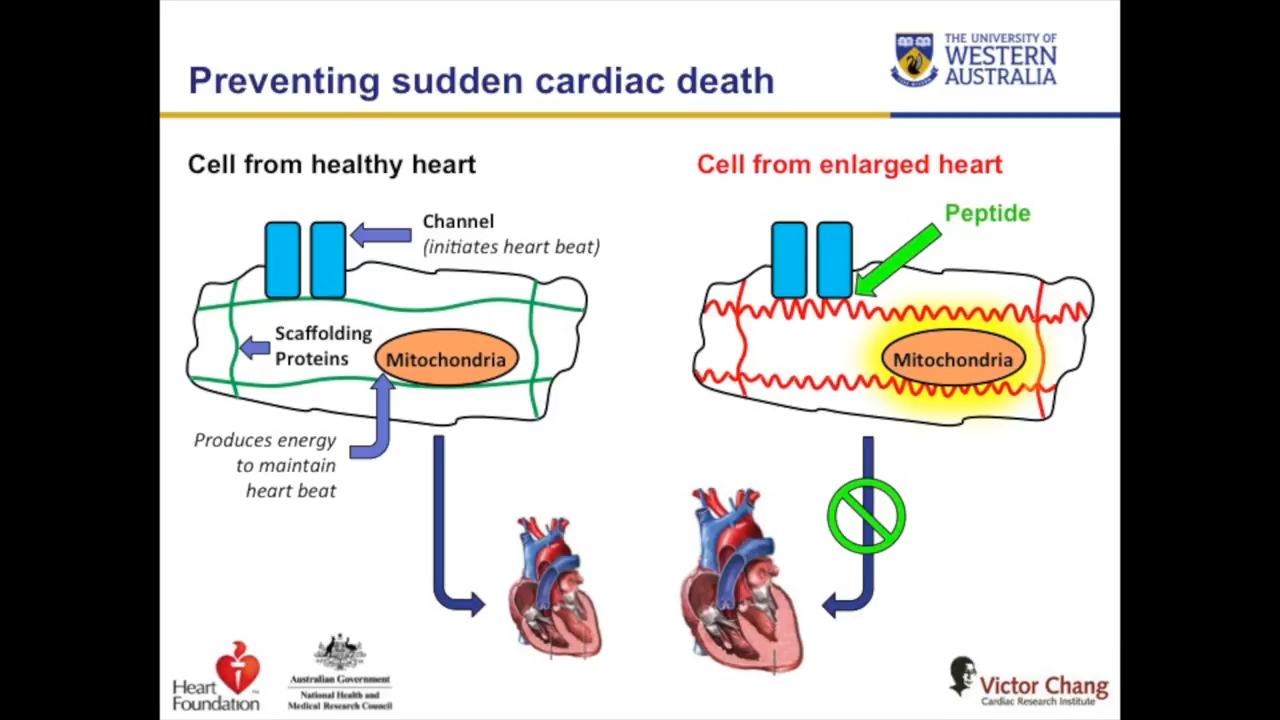 THE UNIVERSITY OF
WESTERN
AUSTRALIA
Preventing sudden cardiac death
Cell from healthy heart
Channel
(initiates heart beat)
Scaffolding
Proteins
Mitochondria
Produces energy
to maintain
heart beat
Cell from enlarged heart
Peptide
Mitochondria
Heart
Foundation
Australian Government
National Health and
Medical Research Council
Victor Chang
Cardiac Research Institute